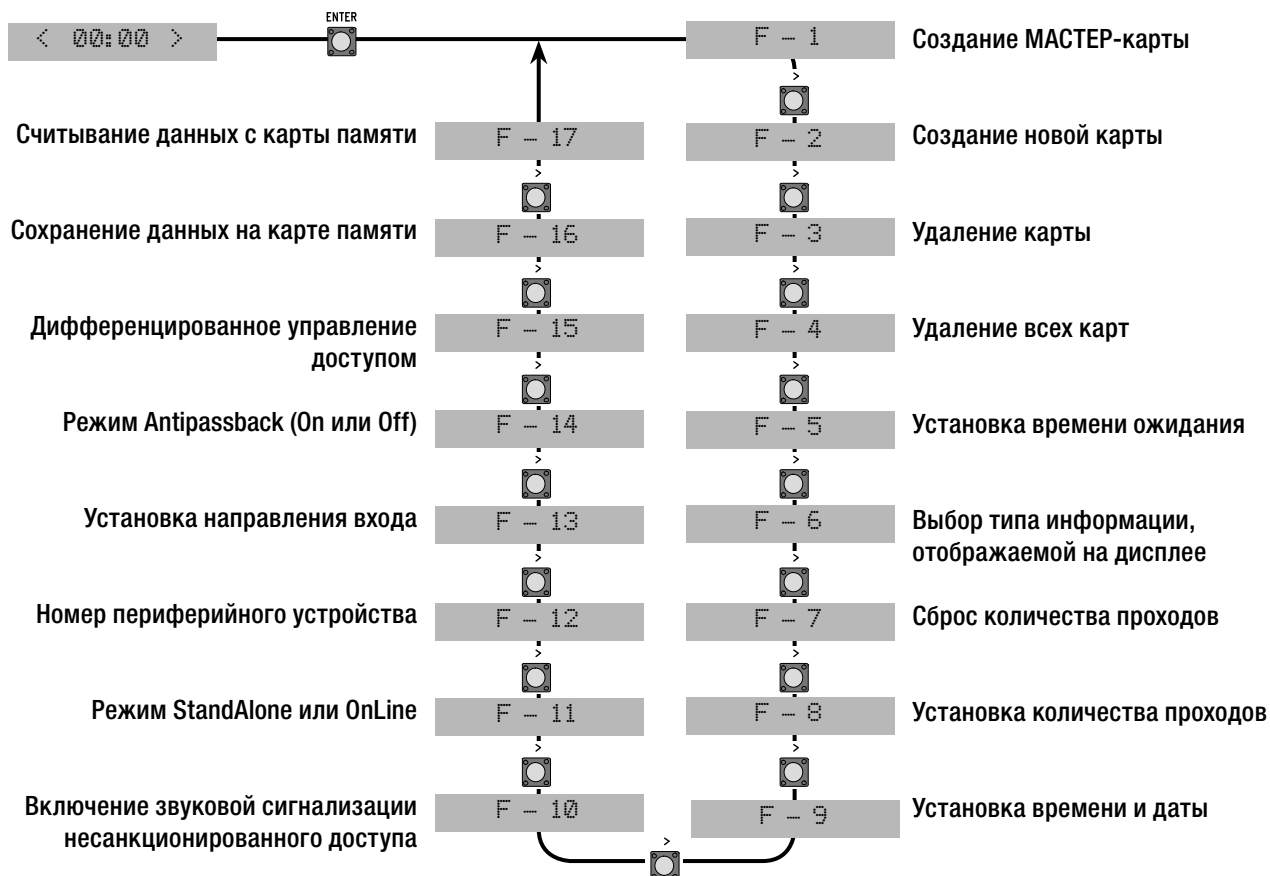 ENTER
< 00:00 >
F – 1
Создание МАСТЕР-карты
>
F – 2
Создание новой карты
>
F – 3
Удаление карты
>
F – 4
Удаление всех карт
>
F – 5
Установка времени ожидания
>
F – 6
Выбор типа информации,
отображаемой на дисплее
>
F – 7
Сброс количества проходов
>
F – 8
Установка количества проходов
>
F – 9
Установка времени и даты
>
Включение звуковой сигнализации
несанкционированного доступа
F – 10
>
Режим StandAlone или OnLine
F – 11
>
Номер периферийного устройства
F – 12
>
Установка направления входа
F – 13
>
Режим Antipassback (On или Off)
F – 14
>
Дифференцированное управление
доступом
F – 15
>
Сохранение данных на карте памяти
F – 16
>
Считывание данных с карты памяти
F – 17